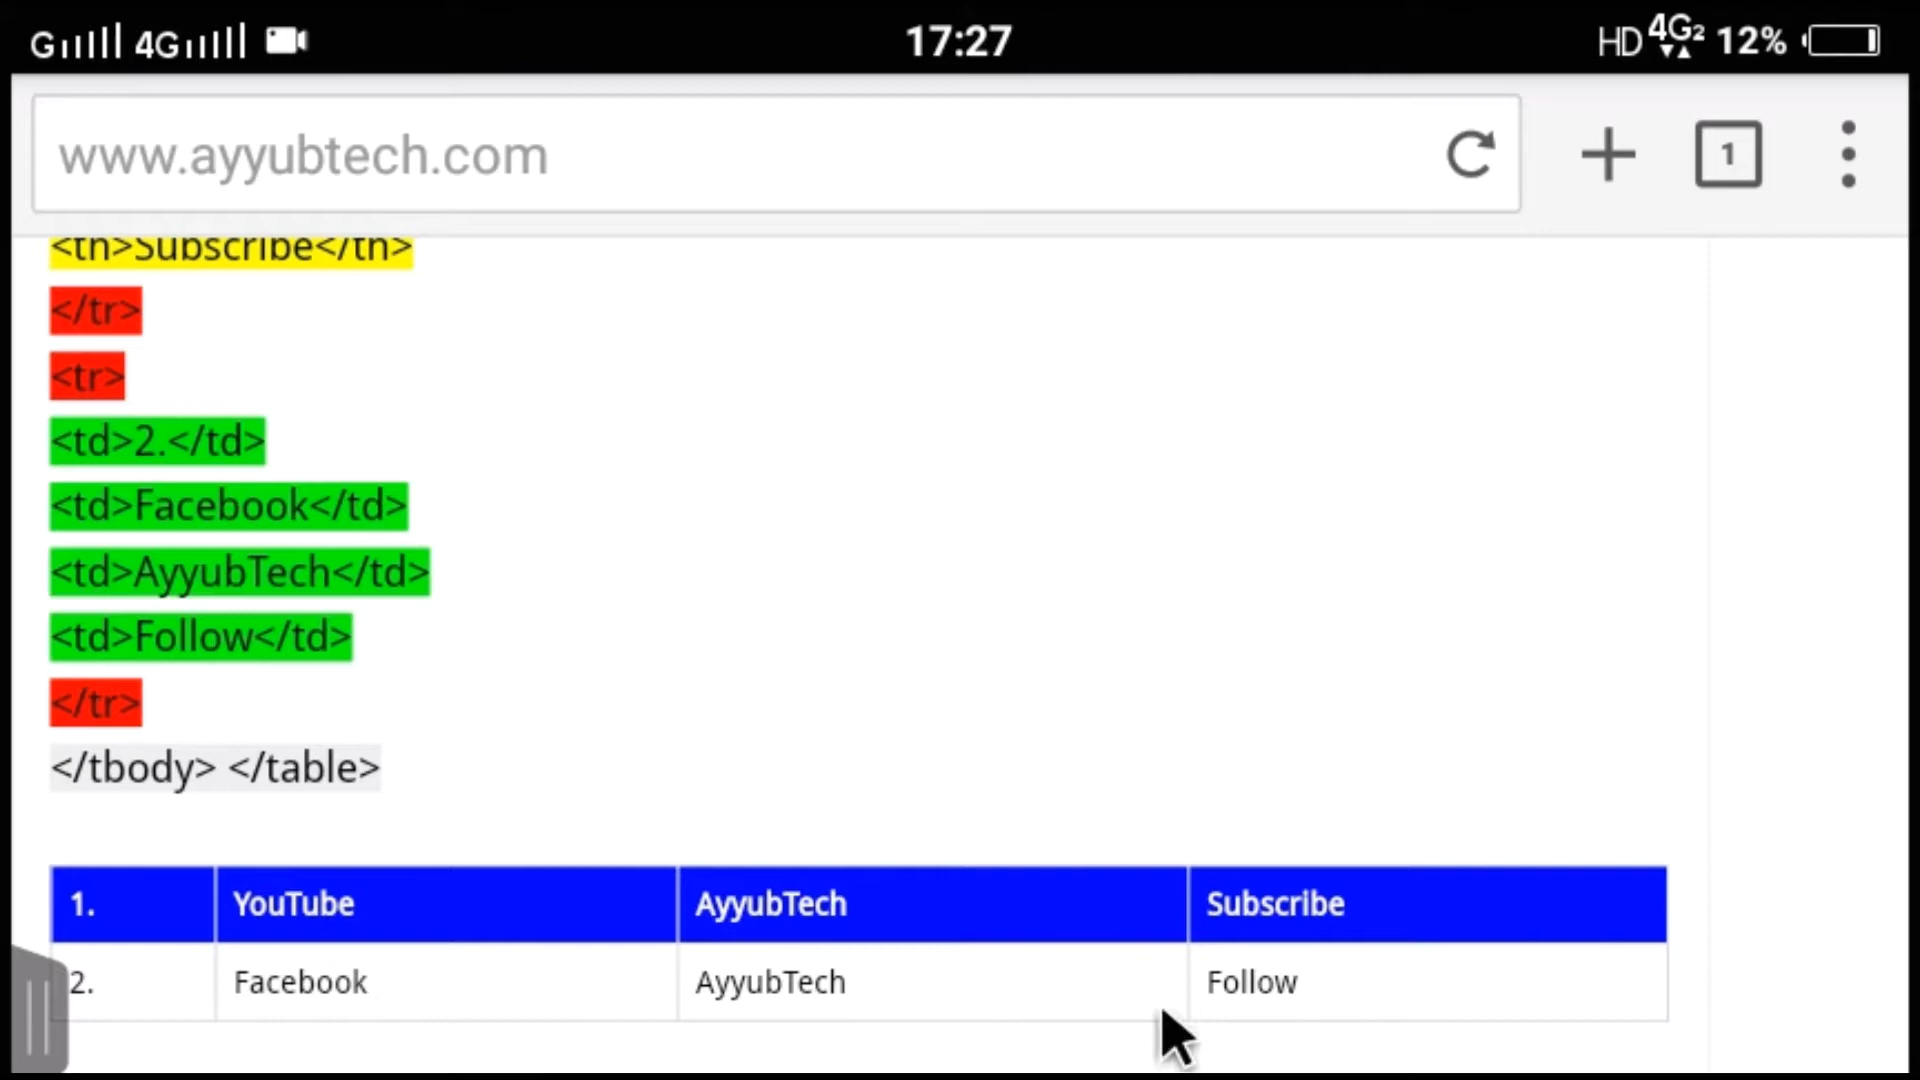 G 4G 17:27 HD 4G2 12%
www.ayyubtech.com 1
<th>Subscribe</th>
</tr>
<tr>
<td>2.</td>
<td>Facebook</td>
<td>AyyubTech</td>
<td>Follow</td>
</tr>
</tbody> </table>
1. YouTube AyyubTech Subscribe
2. Facebook AyyubTech Follow